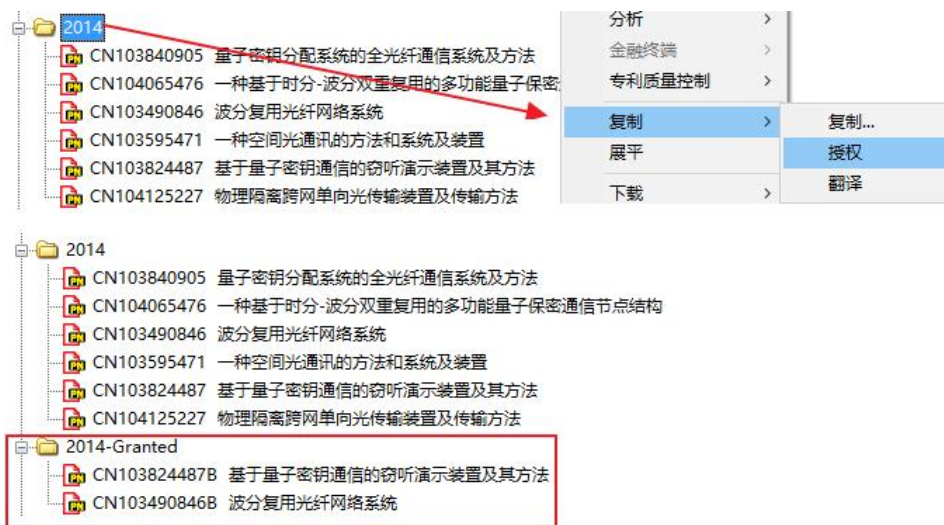 2014
CN103840905 量子密钥分配系统的全光纤通信系统及方法
CN104065476 一种基于时分-波分双重复用的多功能量子保密
CN103490846 波分复用光纤网络系统
CN103595471 一种空间光通讯的方法和系统及装置
CN103824487 基于量子密钥通信的窃听演示装置及其方法
CN104125227 物理隔离跨网单向光传输装置及传输方法
分析
金融终端
专利质量控制
复制
展平
下载
复制...
授权
翻译
2014
CN103840905 量子密钥分配系统的全光纤通信系统及方法
CN104065476 一种基于时分-波分双重复用的多功能量子保密通信节点结构
CN103490846 波分复用光纤网络系统
CN103595471 一种空间光通讯的方法和系统及装置
CN103824487 基于量子密钥通信的窃听演示装置及其方法
CN104125227 物理隔离跨网单向光传输装置及传输方法
2014-Granted
CN103824487B 基于量子密钥通信的窃听演示装置及其方法
CN103490846B 波分复用光纤网络系统